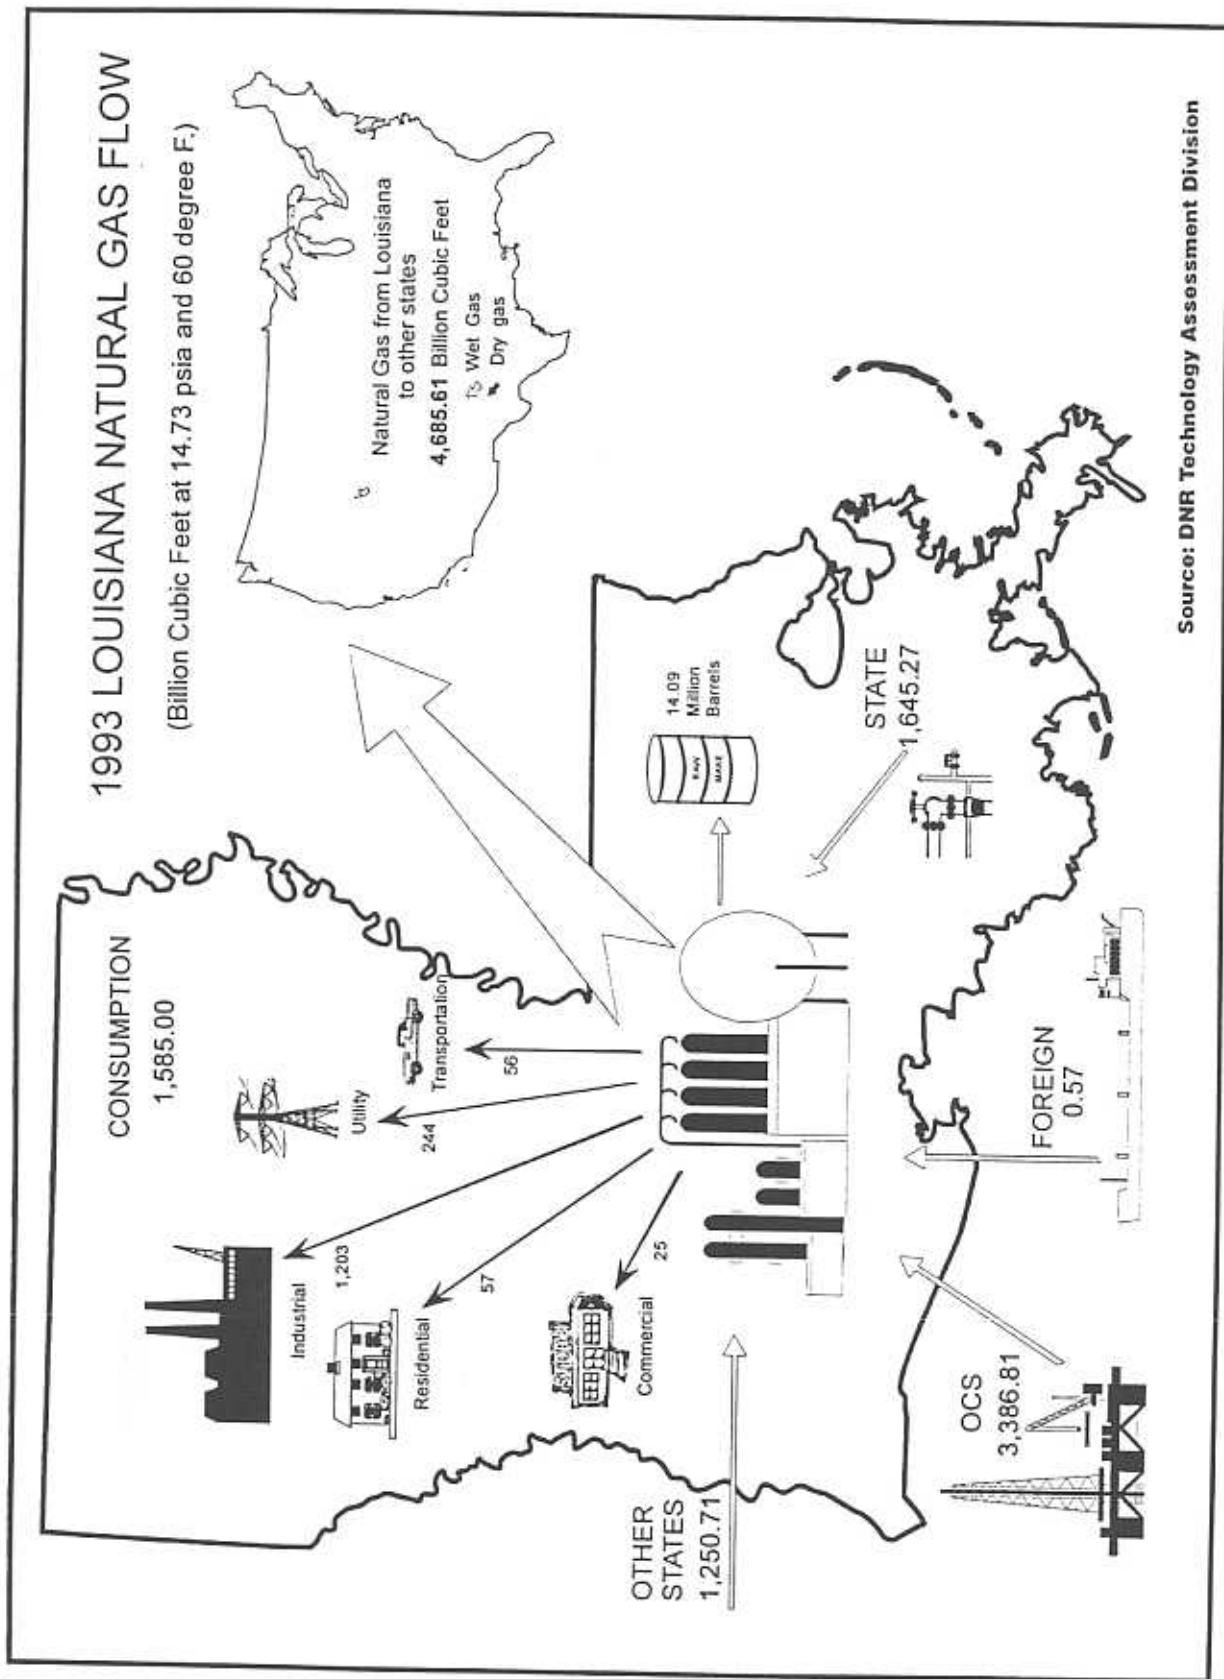 1993 LOUISIANA NATURAL GAS FLOW
(Billion Cubic Feet at 14.73 psia and 60 degree F.)
CONSUMPTION
1,585.00
Industrial
1,203
Utility
244
Transportation
56
Residential
57
Commercial
25
Natural Gas from Louisiana
to other states
4,685.61 Billion Cubic Feet
Wet Gas
Dry gas
RAW
MAKE
14.09
Million
Barrels
STATE
1,645.27
OTHER
STATES
1,250.71
OCS
3,386.81
FOREIGN
0.57
Source: DNR Technology Assessment Division